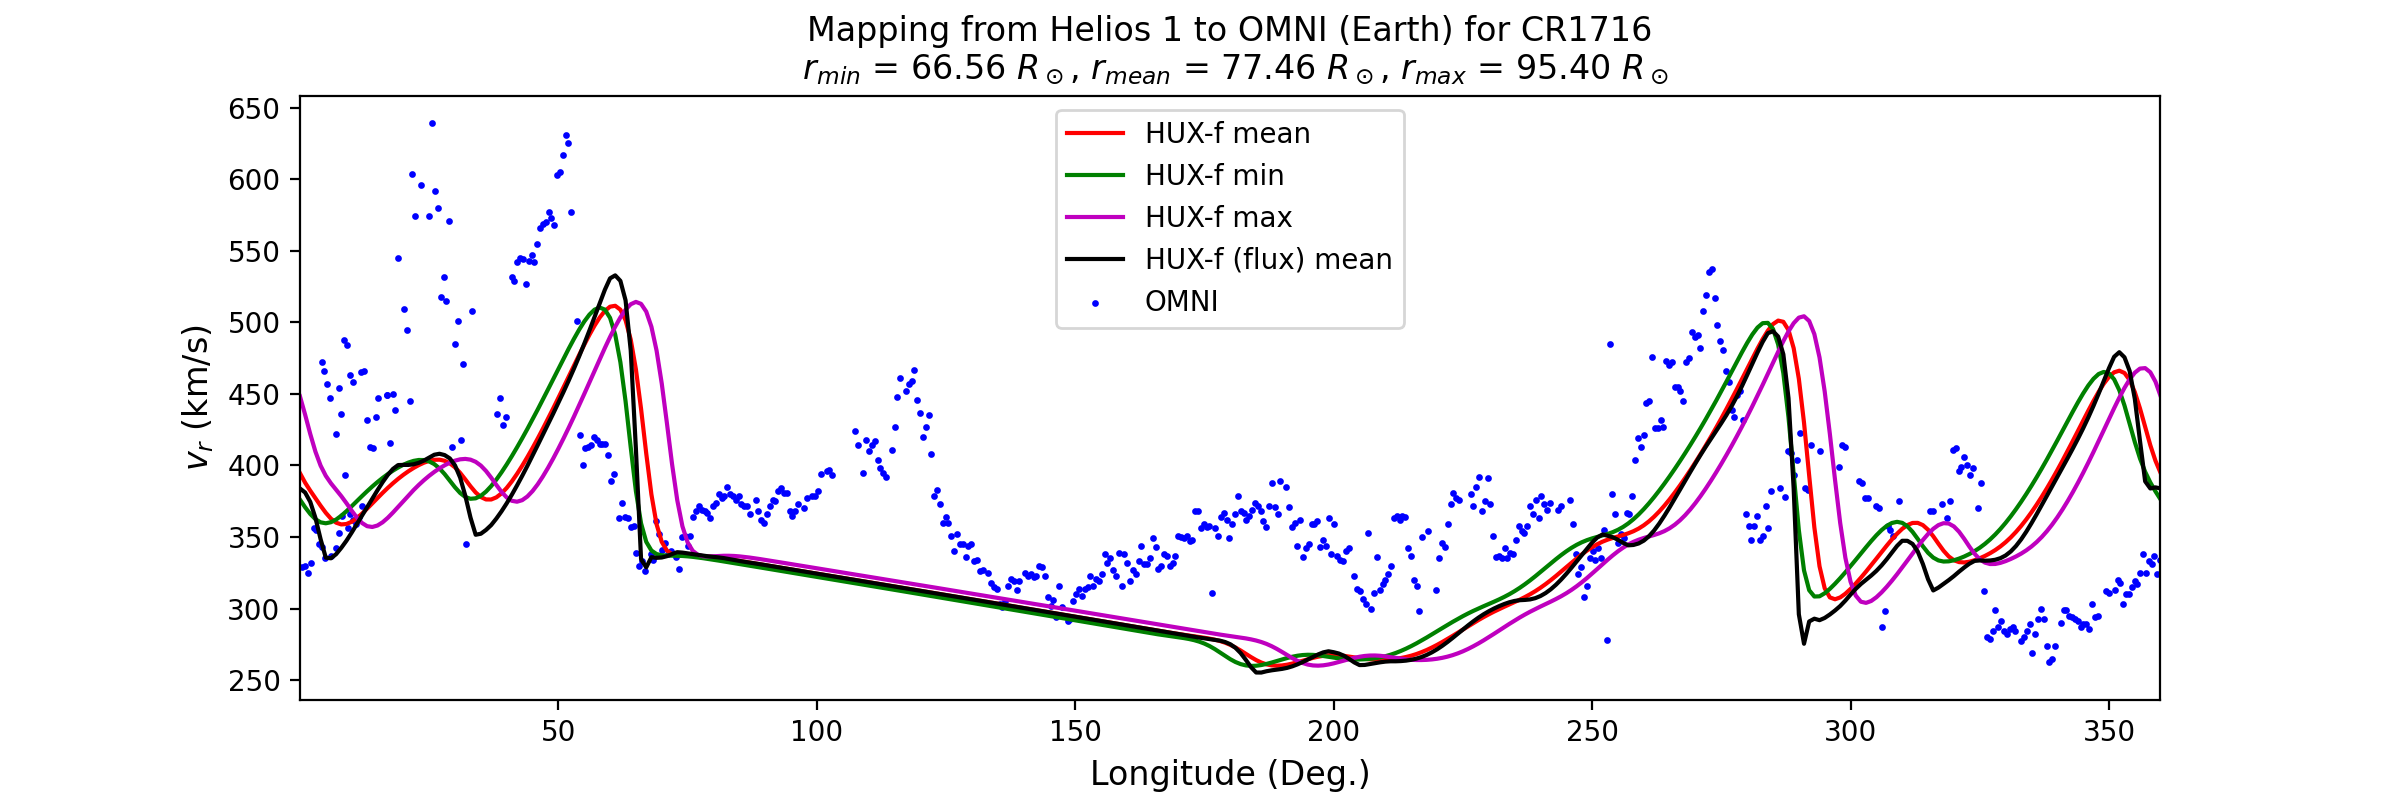 Mapping from Helios 1 to OMNI (Earth) for CR1716
r_min = 66.56 R_⊙, r_mean = 77.46 R_⊙, r_max = 95.40 R_⊙
HUX-f mean
HUX-f min
HUX-f max
HUX-f (flux) mean
OMNI
v_r (km/s)
650
600
550
500
450
400
350
300
250
50 100 150 200 250 300 350
Longitude (Deg.)